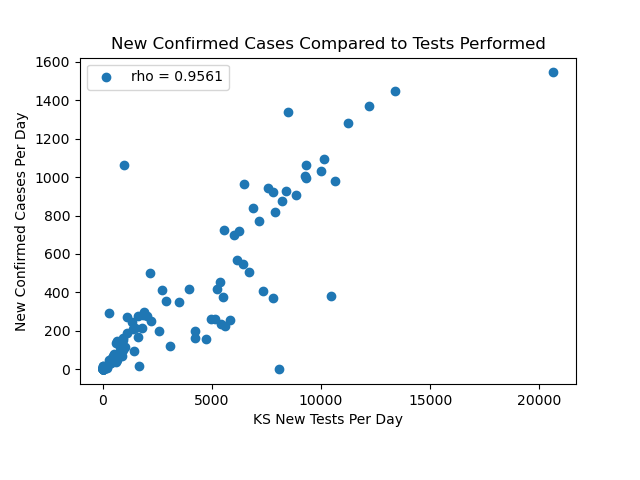 New Confirmed Cases Compared to Tests Performed
rho = 0.9561
New Confirmed Caeses Per Day
1600
1400
1200
1000
800
600
400
200
0
0 5000 10000 15000 20000
KS New Tests Per Day